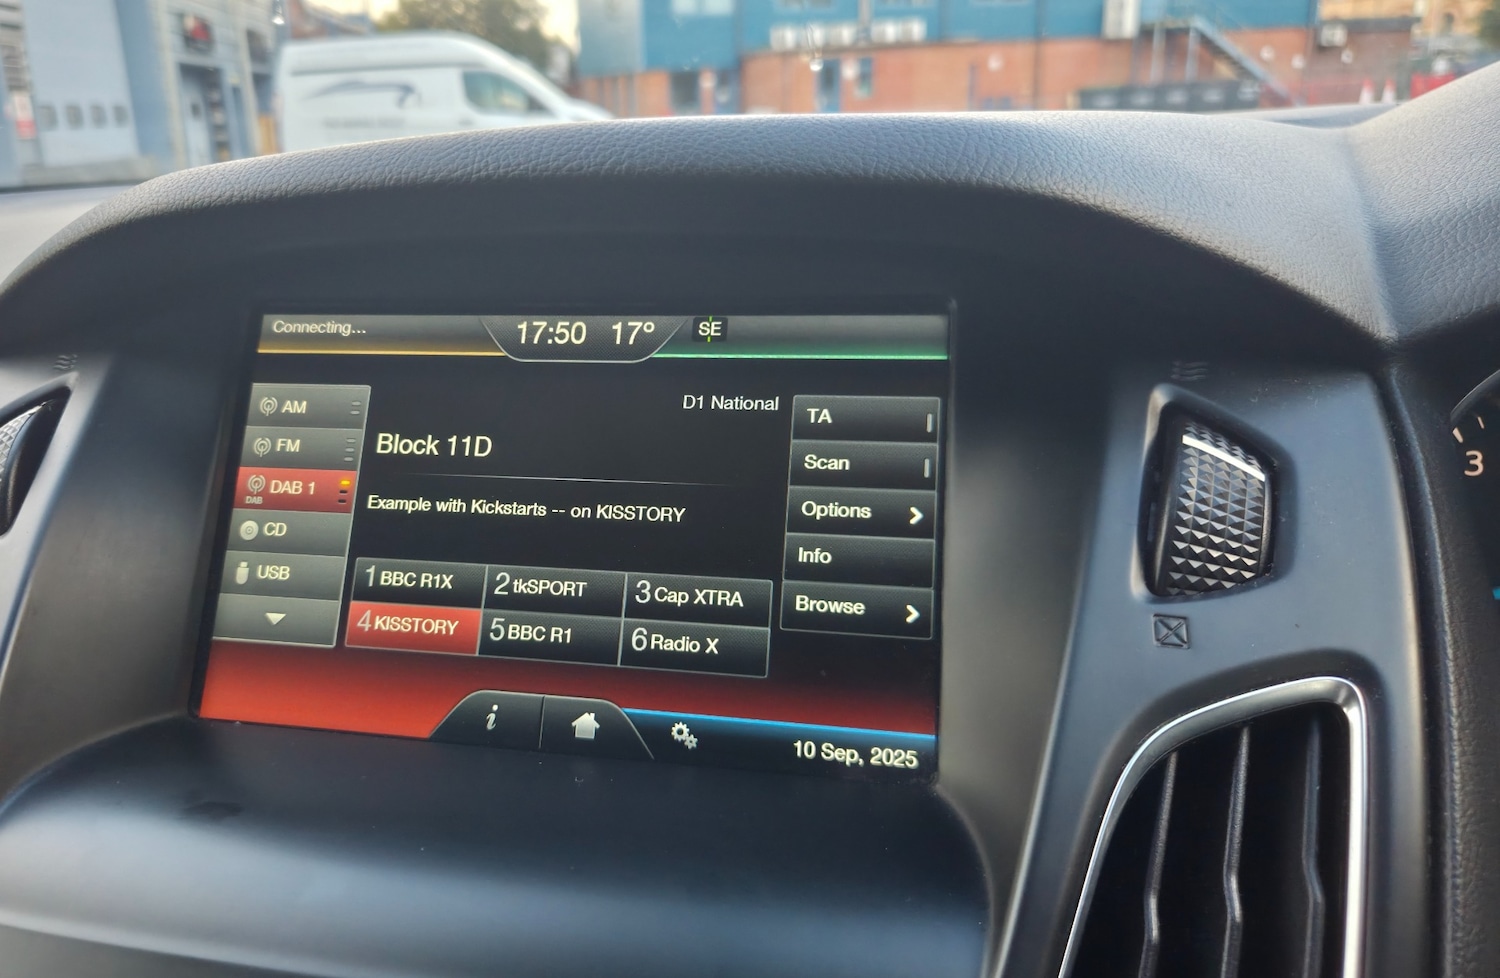 Connecting...
17:50 17°
SE
AM
FM
DAB 1
DAB
CD
USB
D1 National
Block 11D
Example with Kickstarts -- on KISSTORY
1 BBC R1X
2 tkSPORT
3 Cap XTRA
4 KISSTORY
5 BBC R1
6 Radio X
TA
Scan
Options
Info
Browse
i
10 Sep, 2025
3